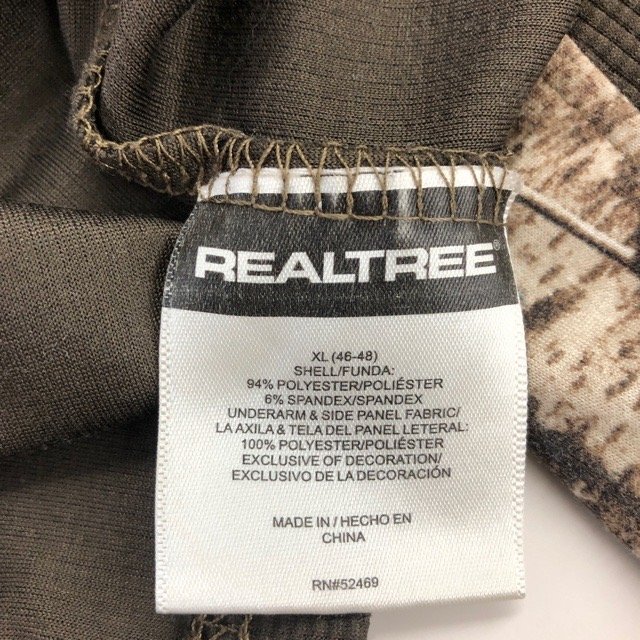 REALTREE®
XL (46-48)
SHELL/FUNDA:
94% POLYESTER/POLIÉSTER
6% SPANDEX/SPANDEX
UNDERARM & SIDE PANEL FABRIC/
LA AXILA & TELA DEL PANEL LETERAL:
100% POLYESTER/POLIÉSTER
EXCLUSIVE OF DECORATION/
EXCLUSIVO DE LA DECORACIÓN
MADE IN / HECHO EN
CHINA
RN#52469